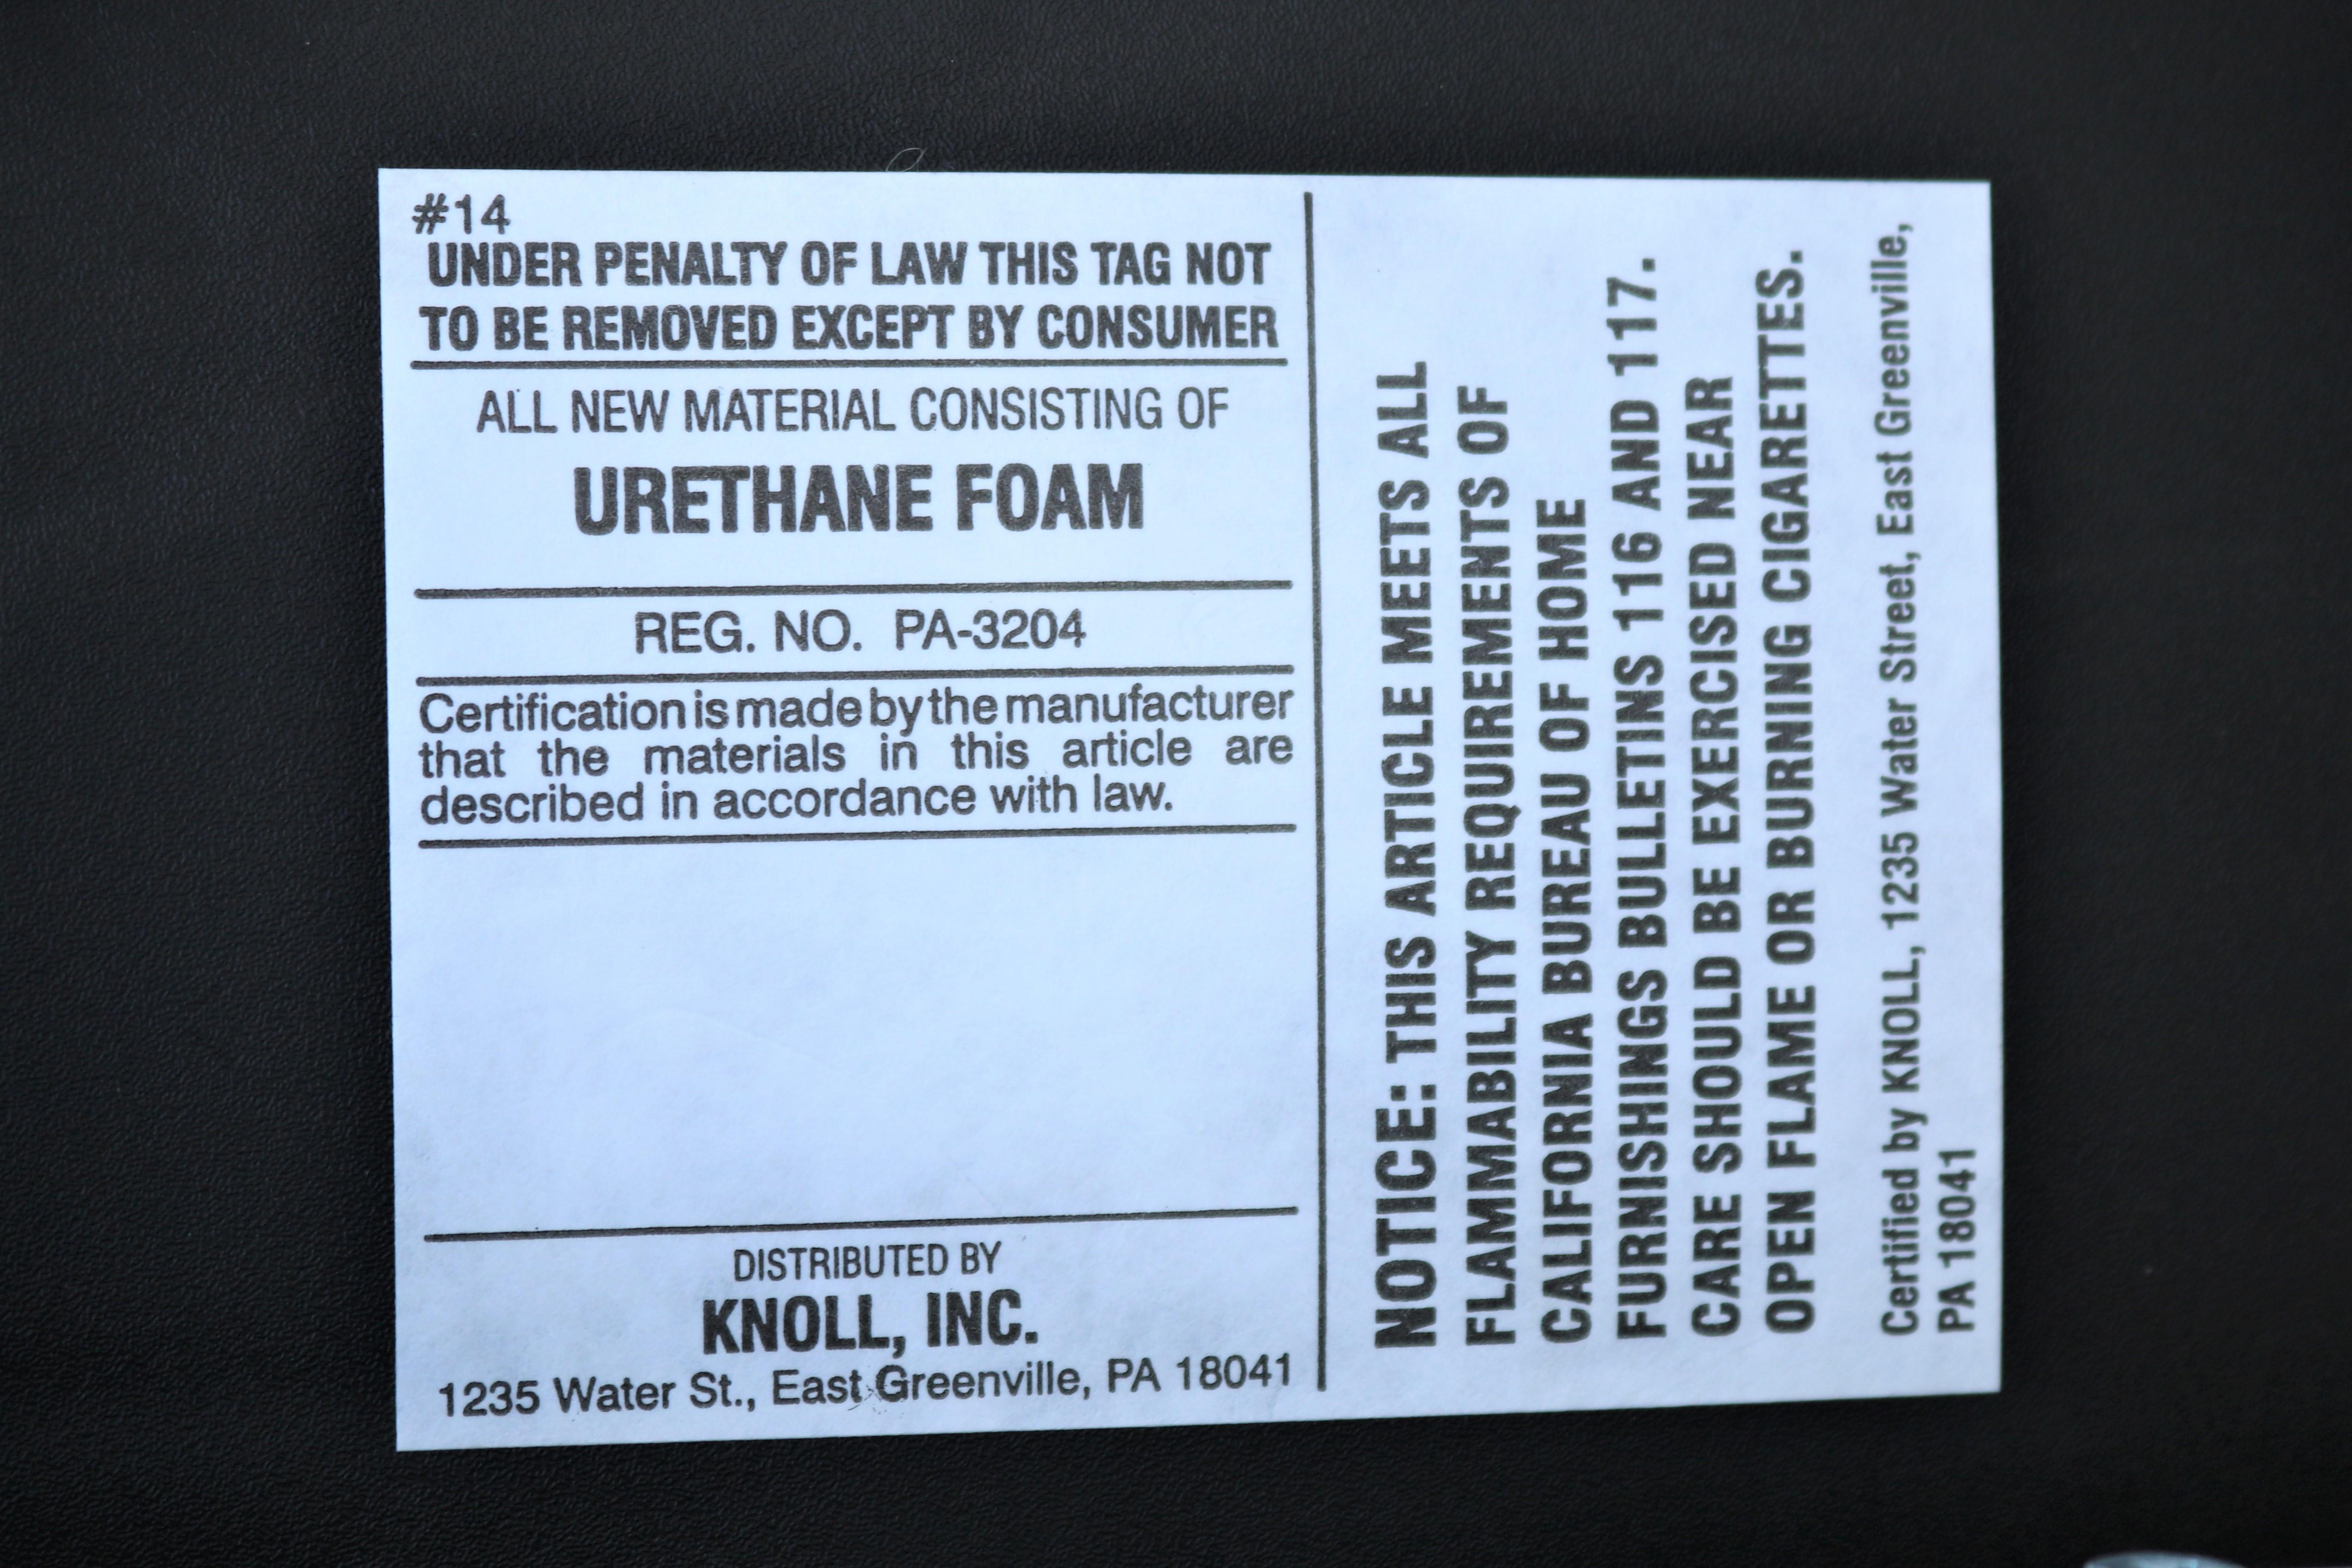 #14
UNDER PENALTY OF LAW THIS TAG NOT
TO BE REMOVED EXCEPT BY CONSUMER
ALL NEW MATERIAL CONSISTING OF
URETHANE FOAM
REG. NO. PA-3204
Certification is made by the manufacturer
that the materials in this article are
described in accordance with law.
DISTRIBUTED BY
KNOLL, INC.
1235 Water St., East Greenville, PA 18041
NOTICE: THIS ARTICLE MEETS ALL
FLAMMABILITY REQUIREMENTS OF
CALIFORNIA BUREAU OF HOME
FURNISHINGS BULLETINS 116 AND 117.
CARE SHOULD BE EXERCISED NEAR
OPEN FLAME OR BURNING CIGARETTES.
Certified by KNOLL, 1235 Water Street, East Greenville,
PA 18041